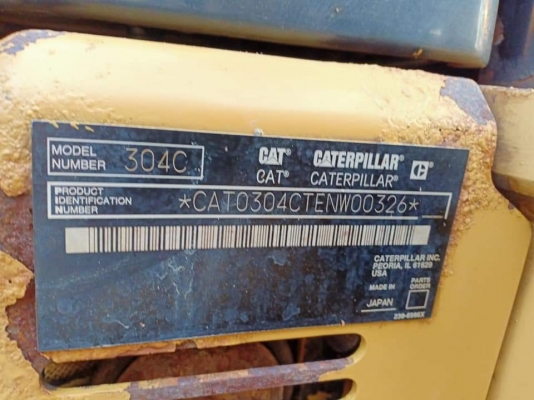 MODEL
NUMBER 304C
CAT CATERPILLAR C
CAT® CATERPILLAR® C
PRODUCT
IDENTIFICATION
NUMBER *CAT0304CTENW00326*
CATERPILLAR INC.
PEORIA, IL 61629
USA
MADE IN
JAPAN
PARTS
ORDER